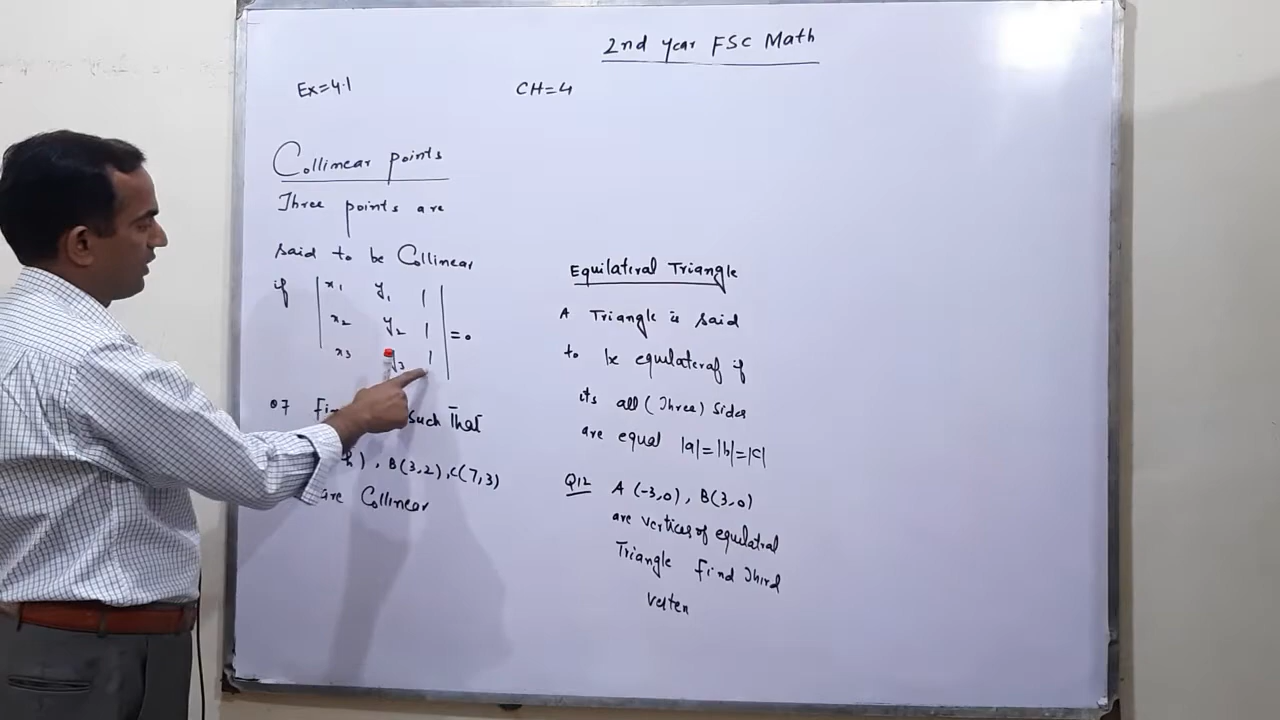 2nd year FSC Math
Ex=4.1
CH=4
Collinear points
Three points are
said to be Collinear
if | x1 y1 1 |
x2 y2 1 =0
x3 y3 1
Q7 such That
), B(3,2), C(7,3)
are Collinear
Equilateral Triangle
A Triangle is said
to be equilateral if
its all (Three) Sides
are equal |a|=|b|=|c|
Q12 A (-3,0), B(3,0)
are vertices of equilatral
Triangle Find Third